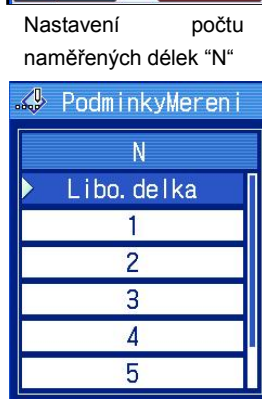 Nastavení počtu
naměřených délek “N“
PodminkyMereni
N
Libo. delka
1
2
3
4
5